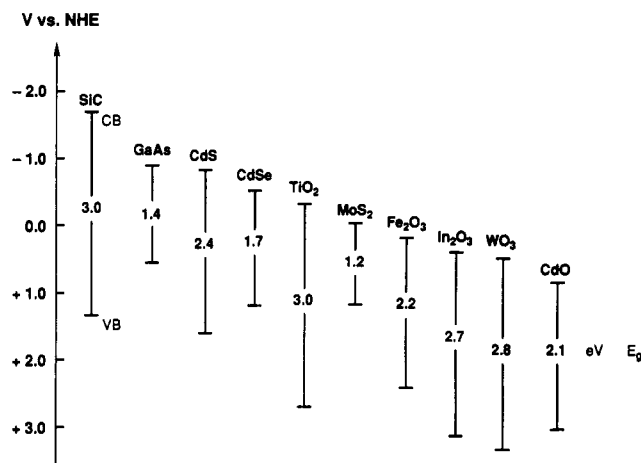 V vs. NHE
− 2.0
− 1.0
0.0
+ 1.0
+ 2.0
+ 3.0
SiC
CB
3.0
VB
GaAs
1.4
CdS
2.4
CdSe
1.7
TiO₂
3.0
MoS₂
1.2
Fe₂O₃
2.2
In₂O₃
2.7
WO₃
2.8
CdO
2.1
eV
Eg